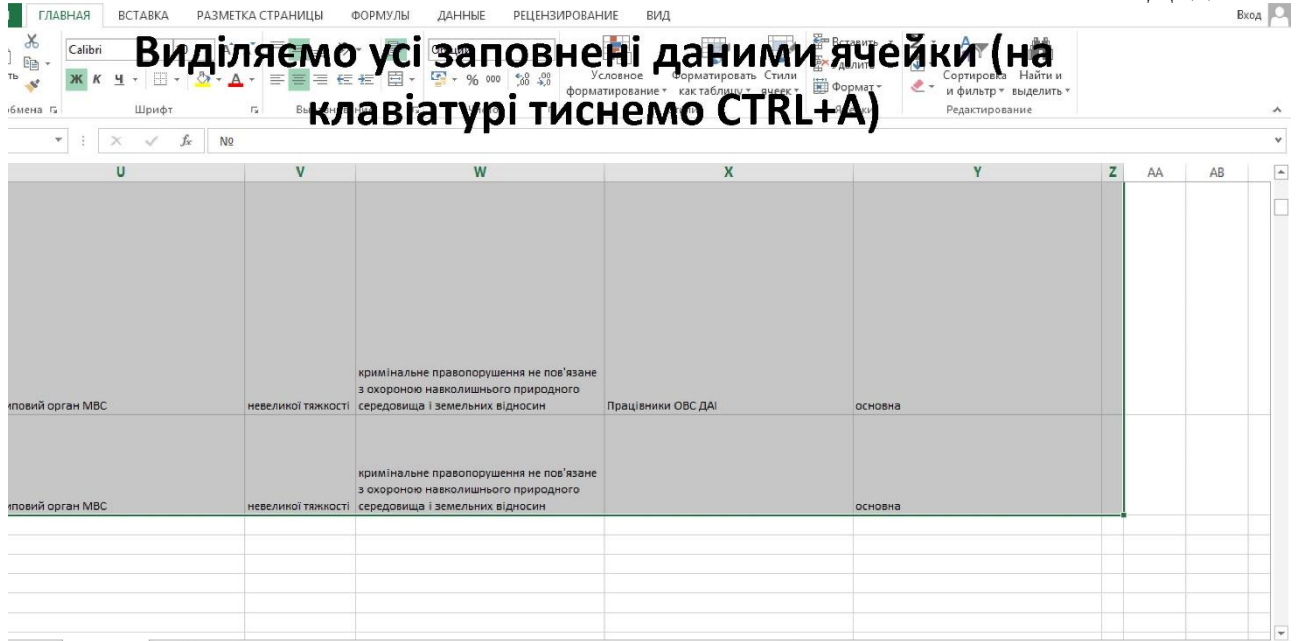 ГЛАВНАЯ ВСТАВКА РАЗМЕТКА СТРАНИЦЫ ФОРМУЛЫ ДАННЫЕ РЕЦЕНЗИРОВАНИЕ ВИД Вход
Виділяємо усі заповнені даними ячейки (на
клавіатурі тиснемо CTRL+A)
Calibri
Ж К Ч
% 000
Условное форматирование
Форматировать как таблицу
Стили ячеек
Вставить
Формат
Сортировка и фильтр
Найти и выделить
Шрифт
Редактирование
fx №
U V W X Y Z AA AB
кримінальне правопорушення не пов'язане
з охороною навколишнього природного
орган МВС невеликої тяжкості середовища і земельних відносин Працівники ОВС ДАІ основна
кримінальне правопорушення не пов'язане
з охороною навколишнього природного
орган МВС невеликої тяжкості середовища і земельних відносин основна